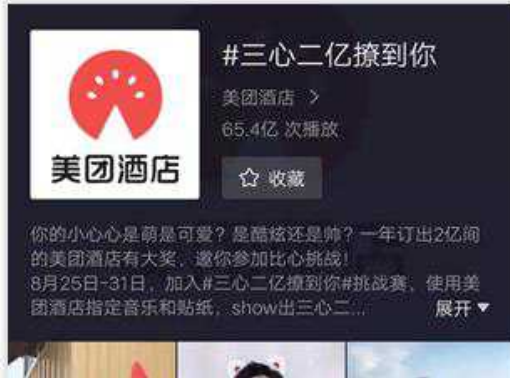 #三心二亿撩到你
美团酒店 >
65.4亿 次播放
美团酒店
收藏
你的小心心是萌是可爱？是酷炫还是帅？一年订出2亿间
的美团酒店有大奖，邀你参加比心挑战！
8月25日-31日，加入#三心二亿撩到你#挑战赛，使用美
团酒店指定音乐和贴纸，show出三心二...
展开